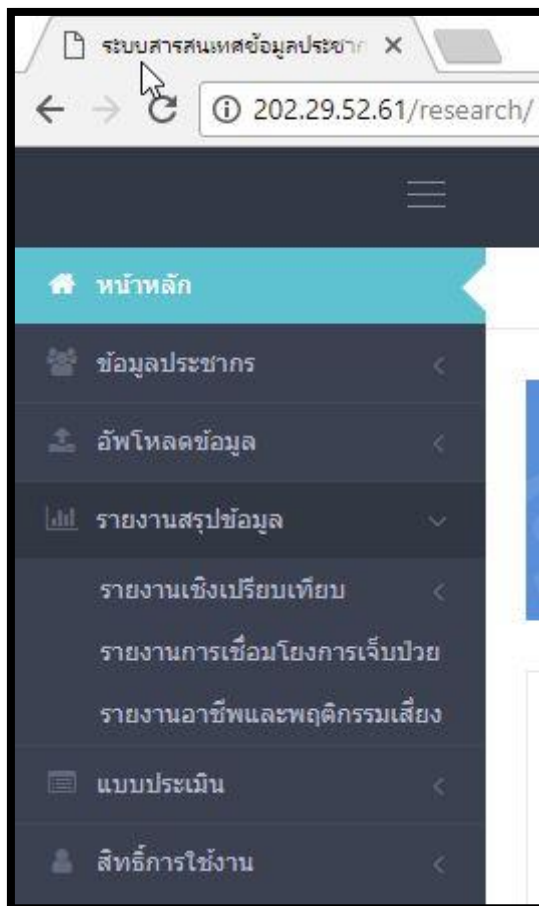 ระบบสารสนเทศข้อมูลประชาก
202.29.52.61/research/
หน้าหลัก
ข้อมูลประชากร
อัพโหลดข้อมูล
รายงานสรุปข้อมูล
รายงานเชิงเปรียบเทียบ
รายงานการเชื่อมโยงการเจ็บป่วย
รายงานอาชีพและพฤติกรรมเสี่ยง
แบบประเมิน
สิทธิ์การใช้งาน